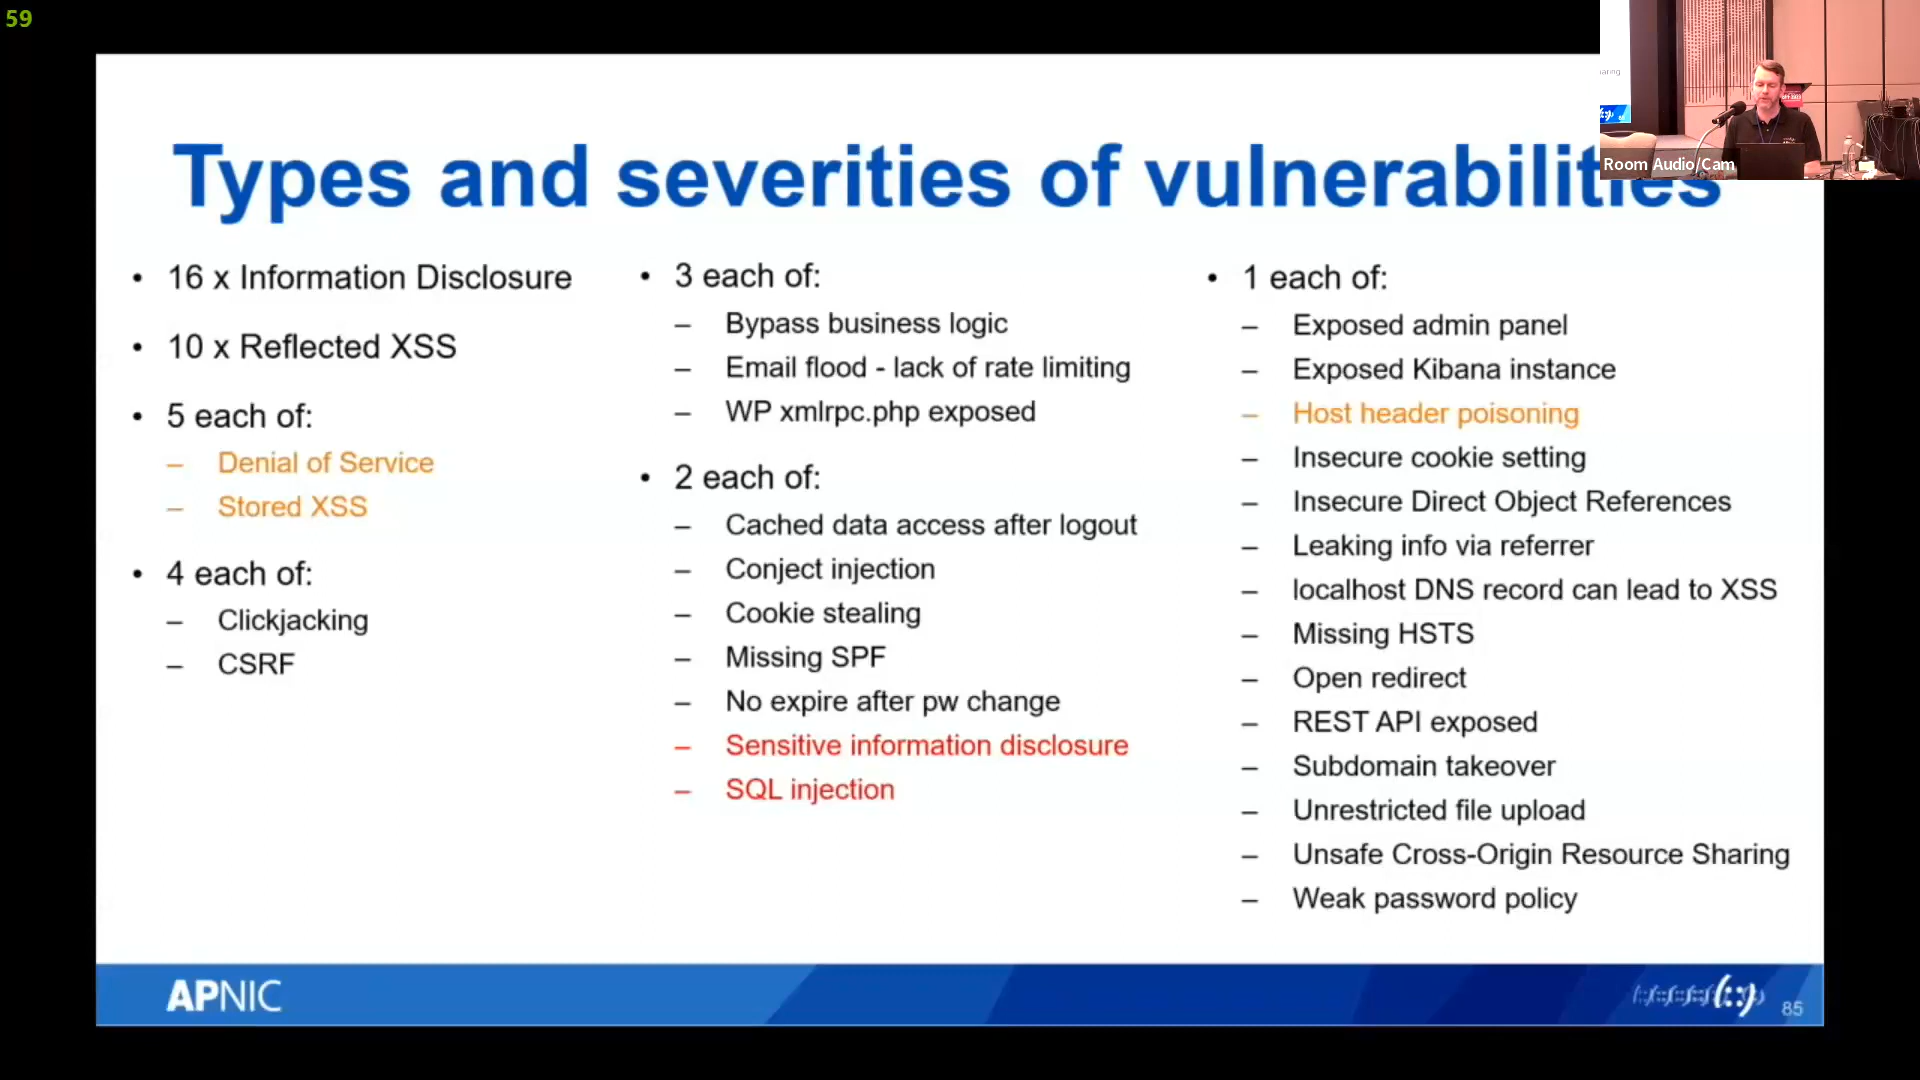 59
Types and severities of vulnerabilities
• 16 x Information Disclosure
• 10 x Reflected XSS
• 5 each of:
– Denial of Service
– Stored XSS
• 4 each of:
– Clickjacking
– CSRF
• 3 each of:
– Bypass business logic
– Email flood - lack of rate limiting
– WP xmlrpc.php exposed
• 2 each of:
– Cached data access after logout
– Conject injection
– Cookie stealing
– Missing SPF
– No expire after pw change
– Sensitive information disclosure
– SQL injection
• 1 each of:
– Exposed admin panel
– Exposed Kibana instance
– Host header poisoning
– Insecure cookie setting
– Insecure Direct Object References
– Leaking info via referrer
– localhost DNS record can lead to XSS
– Missing HSTS
– Open redirect
– REST API exposed
– Subdomain takeover
– Unrestricted file upload
– Unsafe Cross-Origin Resource Sharing
– Weak password policy
Room Audio/Cam
APNIC
85